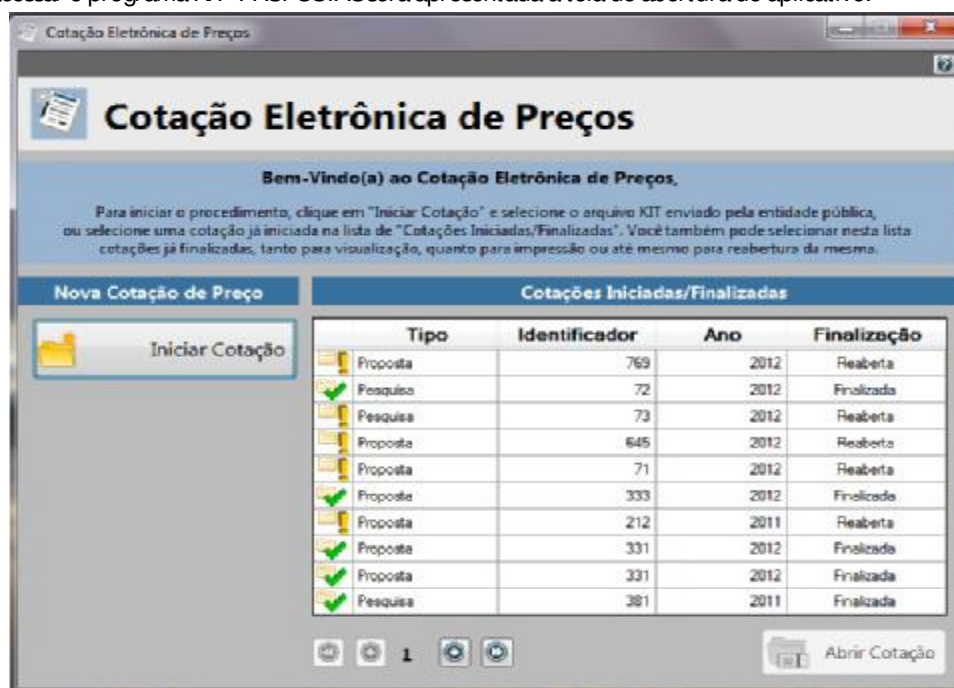 Cotação Eletrônica de Preços
Cotação Eletrônica de Preços
Bem-Vindo(a) ao Cotação Eletrônica de Preços,
Para iniciar o procedimento, clique em "Iniciar Cotação" e selecione o arquivo KIT enviado pela entidade pública,
ou selecione uma cotação já iniciada na lista de "Cotações Iniciadas/Finalizadas". Você também pode selecionar nesta lista
cotações já finalizadas, tanto para visualização, quanto para impressão ou até mesmo para reabertura da mesma.
Nova Cotação de Preço
Cotações Iniciadas/Finalizadas
Iniciar Cotação
Tipo Identificador Ano Finalização
Proposta 769 2012 Reaberta
Pesquisa 72 2012 Finalizada
Pesquisa 73 2012 Reaberta
Proposta 645 2012 Reaberta
Proposta 71 2012 Reaberta
Proposta 333 2012 Finalizada
Proposta 212 2011 Reaberta
Proposta 331 2012 Finalizada
Proposta 331 2012 Finalizada
Pesquisa 381 2011 Finalizada
1
Abrir Cotação